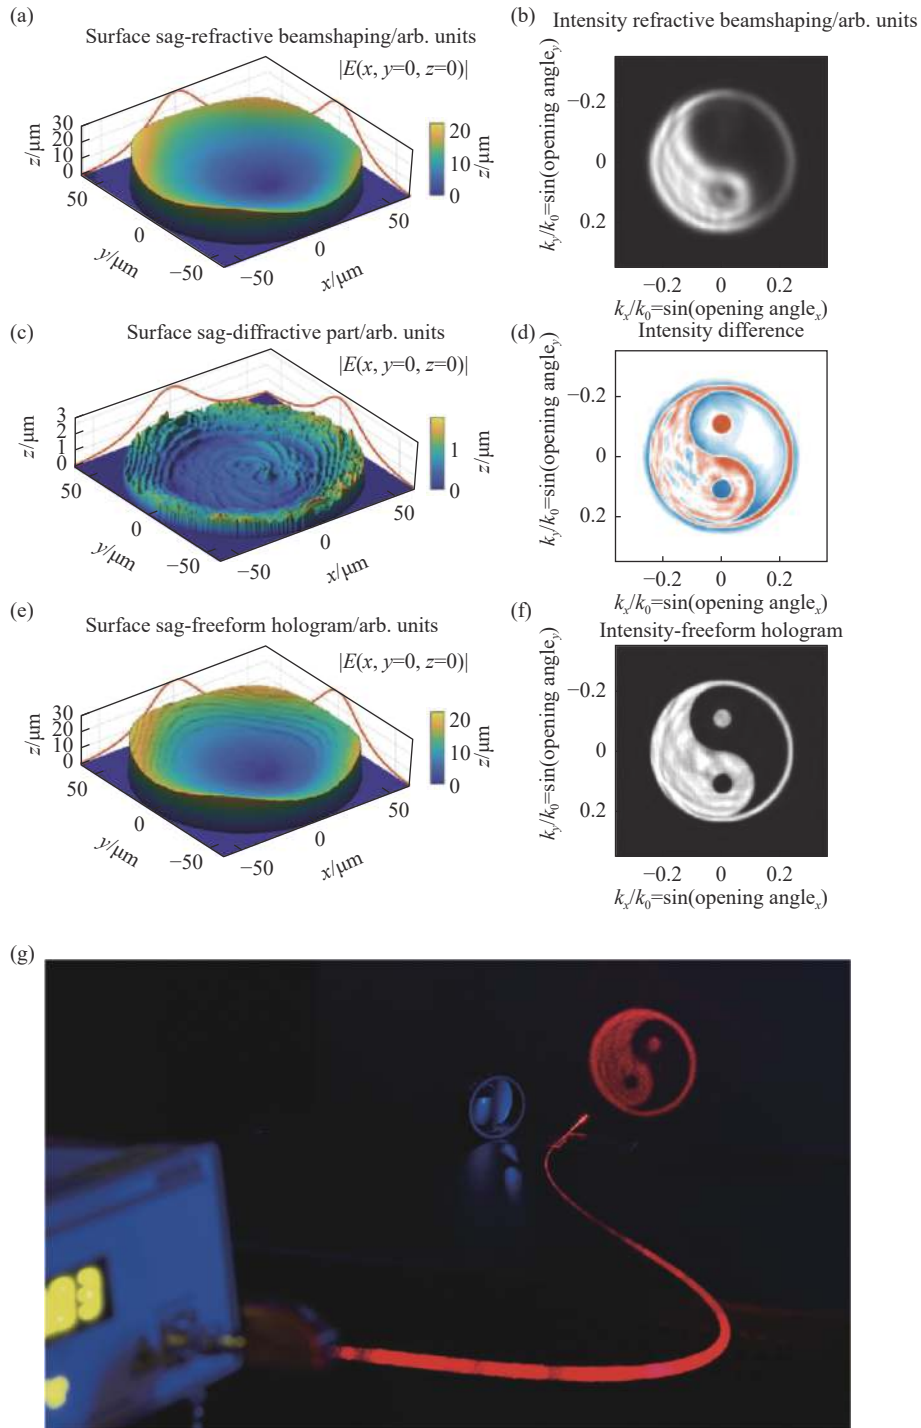 (a)
Surface sag-refractive beamshaping/arb. units
|E(x, y=0, z=0)|
z/μm
30
20
10
0
50
0
−50
y/μm
−50
0
50
x/μm
20
10
0
z/μm
(b)
Intensity refractive beamshaping/arb. units
k_y/k_0=sin(opening angle_y)
−0.2
0
0.2
−0.2 0 0.2
k_x/k_0=sin(opening angle_x)
(c)
Surface sag-diffractive part/arb. units
|E(x, y=0, z=0)|
z/μm
3
2
1
0
50
0
−50
y/μm
−50
0
50
x/μm
1
0
z/μm
(d)
Intensity difference
k_y/k_0=sin(opening angle_y)
−0.2
0
0.2
−0.2 0 0.2
k_x/k_0=sin(opening angle_x)
(e)
Surface sag-freeform hologram/arb. units
|E(x, y=0, z=0)|
z/μm
30
20
10
0
50
0
−50
y/μm
−50
0
50
x/μm
20
10
0
z/μm
(f)
Intensity-freeform hologram
k_y/k_0=sin(opening angle_y)
−0.2
0
0.2
−0.2 0 0.2
k_x/k_0=sin(opening angle_x)
(g)